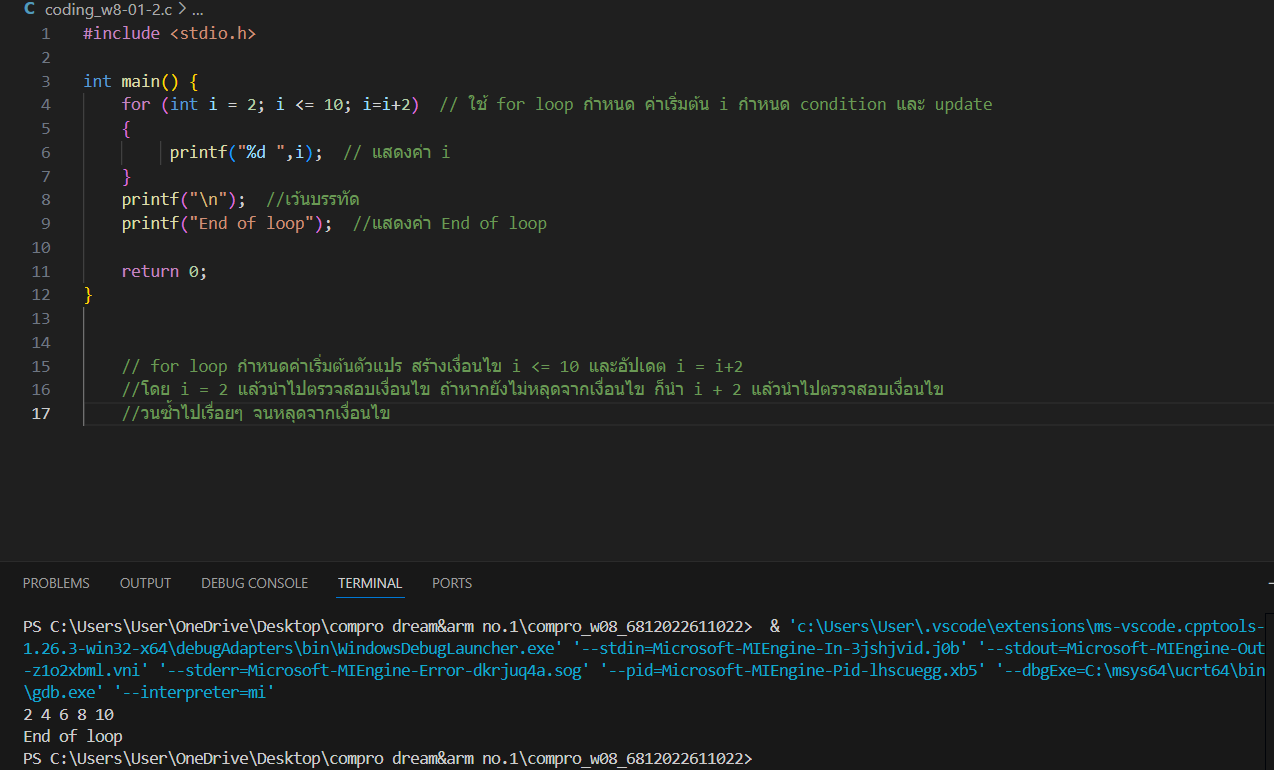 C coding_w8-01-2.c > ...
1 #include <stdio.h>
2
3 int main() {
4 for (int i = 2; i <= 10; i=i+2) // ใช้ for loop กำหนด ค่าเริ่มต้น i กำหนด condition และ update
5 {
6 printf("%d ",i); // แสดงค่า i
7 }
8 printf("\n"); //เว้นบรรทัด
9 printf("End of loop"); //แสดงค่า End of loop
10
11 return 0;
12 }
13
14
15 // for loop กำหนดค่าเริ่มต้นตัวแปร สร้างเงื่อนไข i <= 10 และอัปเดต i = i+2
16 //โดย i = 2 แล้วนำไปตรวจสอบเงื่อนไข ถ้าหากยังไม่หลุดจากเงื่อนไข ก็นำ i + 2 แล้วนำไปตรวจสอบเงื่อนไข
17 //วนซ้ำไปเรื่อยๆ จนหลุดจากเงื่อนไข
PROBLEMS OUTPUT DEBUG CONSOLE TERMINAL PORTS
PS C:\Users\User\OneDrive\Desktop\compro dream&arm no.1\compro_w08_6812022611022> & 'c:\Users\User\.vscode\extensions\ms-vscode.cpptools-
1.26.3-win32-x64\debugAdapters\bin\WindowsDebugLauncher.exe' '--stdin=Microsoft-MIEngine-In-3jshjvid.j0b' '--stdout=Microsoft-MIEngine-Out
-z1o2xbml.vni' '--stderr=Microsoft-MIEngine-Error-dkrjuq4a.sog' '--pid=Microsoft-MIEngine-Pid-lhscuegg.xb5' '--dbgExe=C:\msys64\ucrt64\bin
\gdb.exe' '--interpreter=mi'
2 4 6 8 10
End of loop
PS C:\Users\User\OneDrive\Desktop\compro dream&arm no.1\compro_w08_6812022611022>